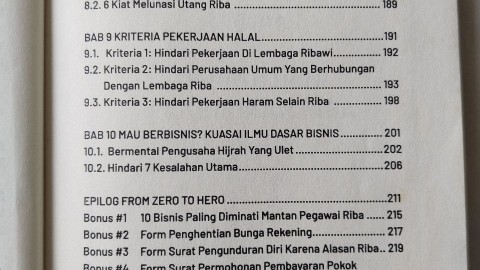 8.2. 6 Kiat Melunasi Utang Riba ........ 189
BAB 9 KRITERIA PEKERJAAN HALAL ........ 191
9.1. Kriteria 1: Hindari Pekerjaan Di Lembaga Ribawi ........ 192
9.2. Kriteria 2: Hindari Perusahaan Umum Yang Berhubungan
Dengan Lembaga Riba ........ 193
9.3. Kriteria 3: Hindari Pekerjaan Haram Selain Riba ........ 198
BAB 10 MAU BERBISNIS? KUASAI ILMU DASAR BISNIS ........ 201
10.1. Bermental Pengusaha Hijrah Yang Ulet ........ 202
10.2. Hindari 7 Kesalahan Utama ........ 206
EPILOG FROM ZERO TO HERO ........ 211
Bonus #1 10 Bisnis Paling Diminati Mantan Pegawai Riba ...... 215
Bonus #2 Form Penghentian Bunga Rekening ........ 217
Bonus #3 Form Surat Pengunduran Diri Karena Alasan Riba.. 219
Bonus #4 Form Surat Permohonan Pembayaran Pokok